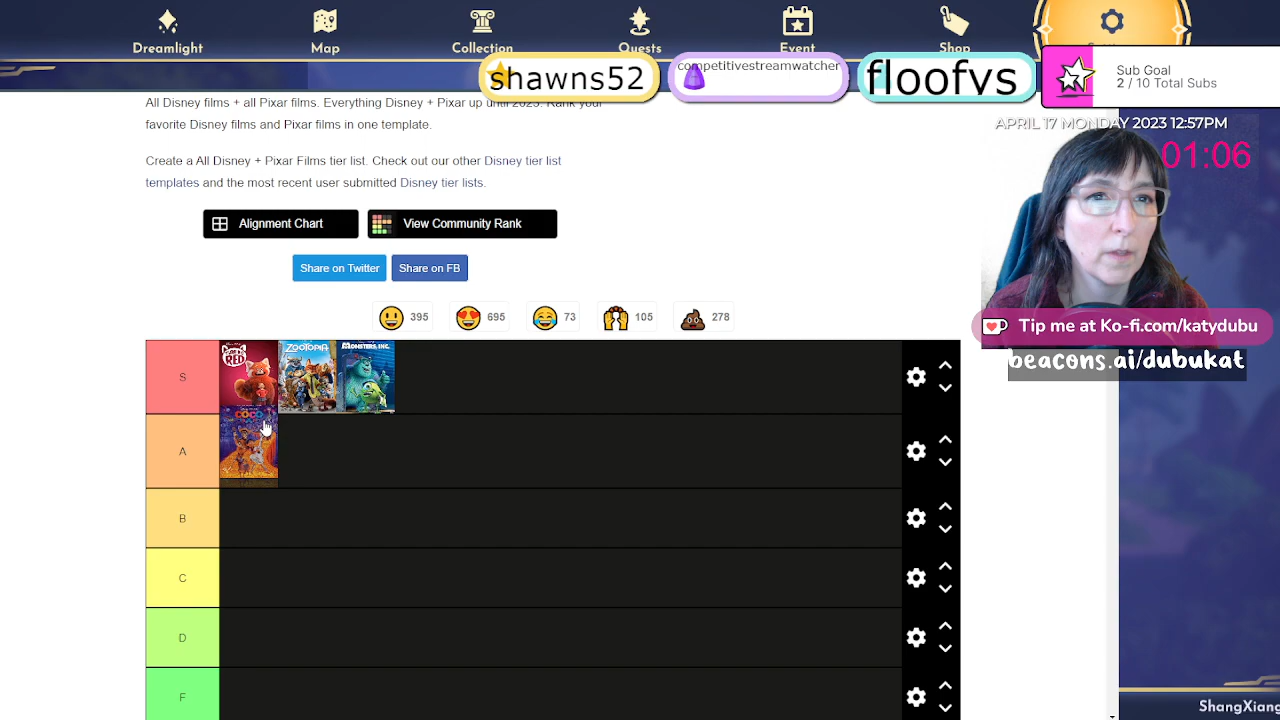 Dreamlight
Map
Collection
Quests
Event
Shop
shawns52
competitivestreamwatcher
floofys
Sub Goal
2 / 10 Total Subs
All Disney films + all Pixar films. Everything Disney + Pixar up until 2023. Rank your
favorite Disney films and Pixar films in one template.
APRIL 17 MONDAY 2023 12:57PM
01:06
Create a All Disney + Pixar Films tier list. Check out our other Disney tier list
templates and the most recent user submitted Disney tier lists.
Alignment Chart
View Community Rank
Share on Twitter
Share on FB
395
695
73
105
278
Tip me at Ko-fi.com/katydubu
beacons.ai/dubukat
S
RED
ZOOTOPIA
MONSTERS, INC.
A
COCO
B
C
D
F
ShangXiang